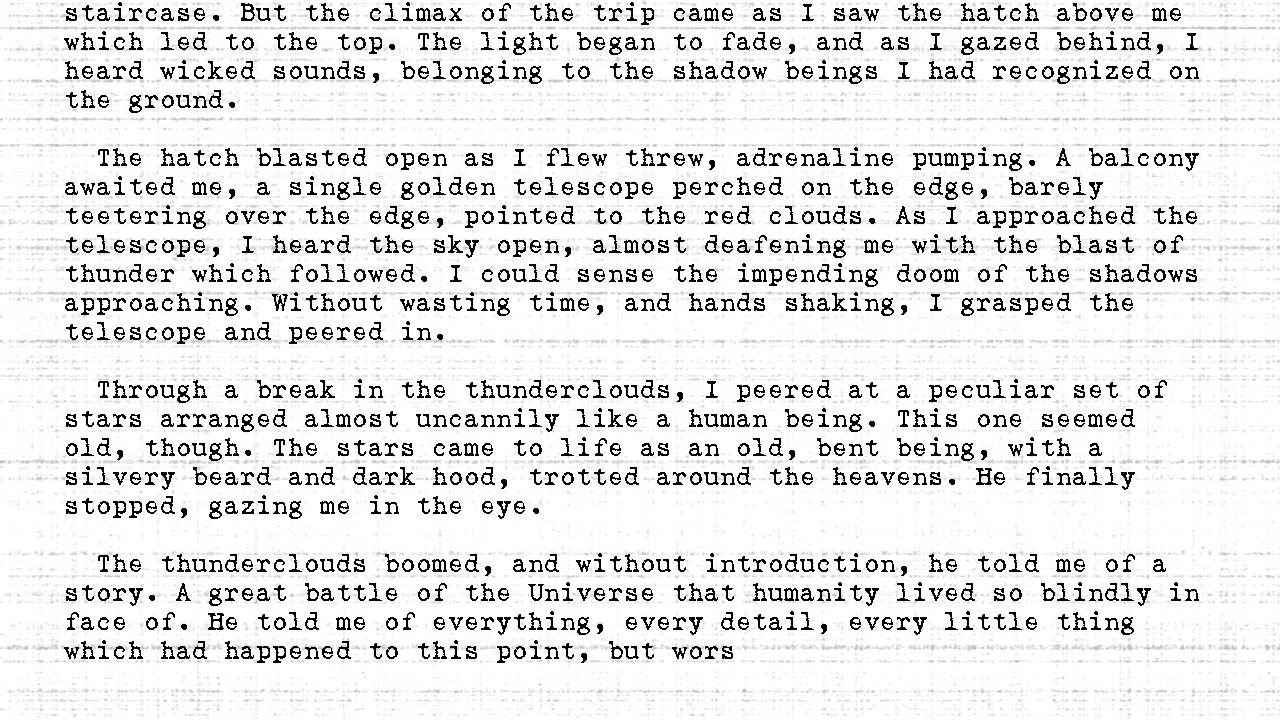 staircase. But the climax of the trip came as I saw the hatch above me
which led to the top. The light began to fade, and as I gazed behind, I
heard wicked sounds, belonging to the shadow beings I had recognized on
the ground.
The hatch blasted open as I flew threw, adrenaline pumping. A balcony
awaited me, a single golden telescope perched on the edge, barely
teetering over the edge, pointed to the red clouds. As I approached the
telescope, I heard the sky open, almost deafening me with the blast of
thunder which followed. I could sense the impending doom of the shadows
approaching. Without wasting time, and hands shaking, I grasped the
telescope and peered in.
Through a break in the thunderclouds, I peered at a peculiar set of
stars arranged almost uncannily like a human being. This one seemed
old, though. The stars came to life as an old, bent being, with a
silvery beard and dark hood, trotted around the heavens. He finally
stopped, gazing me in the eye.
The thunderclouds boomed, and without introduction, he told me of a
story. A great battle of the Universe that humanity lived so blindly in
face of. He told me of everything, every detail, every little thing
which had happened to this point, but wors